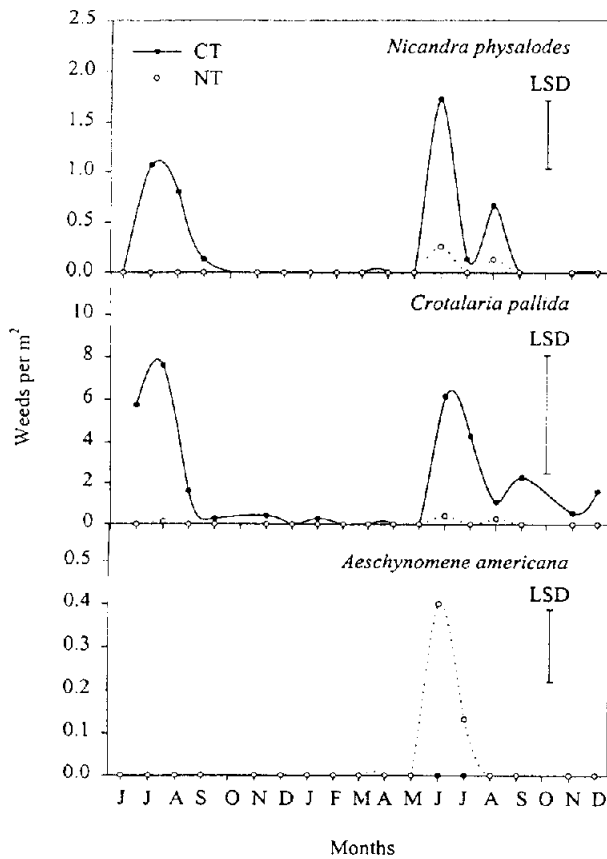 2.5
Nicandra physalodes
CT
NT
LSD
2.0
1.5
1.0
0.5
0.0
10
Crotalaria pallida
LSD
8
6
4
2
0
Weeds per m²
0.5
Aeschynomene americana
LSD
0.4
0.3
0.2
0.1
0.0
J J A S O N D J F M A M J J A S O N D
Months